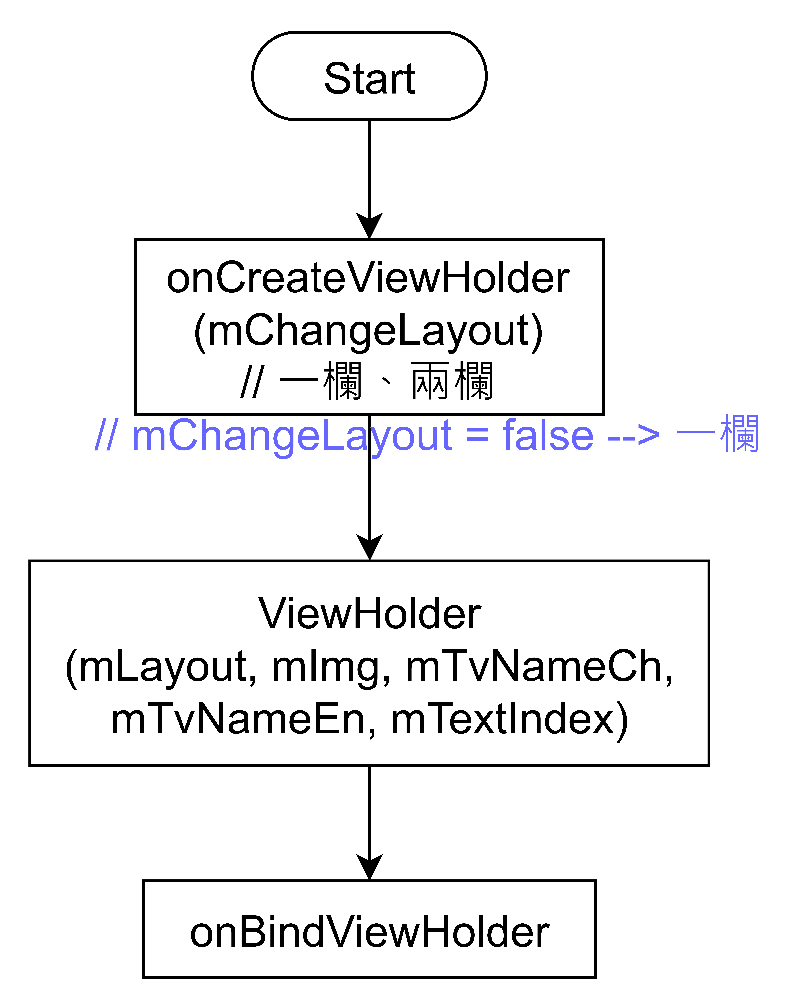 Start
onCreateViewHolder
(mChangeLayout)
// 一欄、兩欄
// mChangeLayout = false --> 一欄
ViewHolder
(mLayout, mImg, mTvNameCh,
mTvNameEn, mTextIndex)
onBindViewHolder